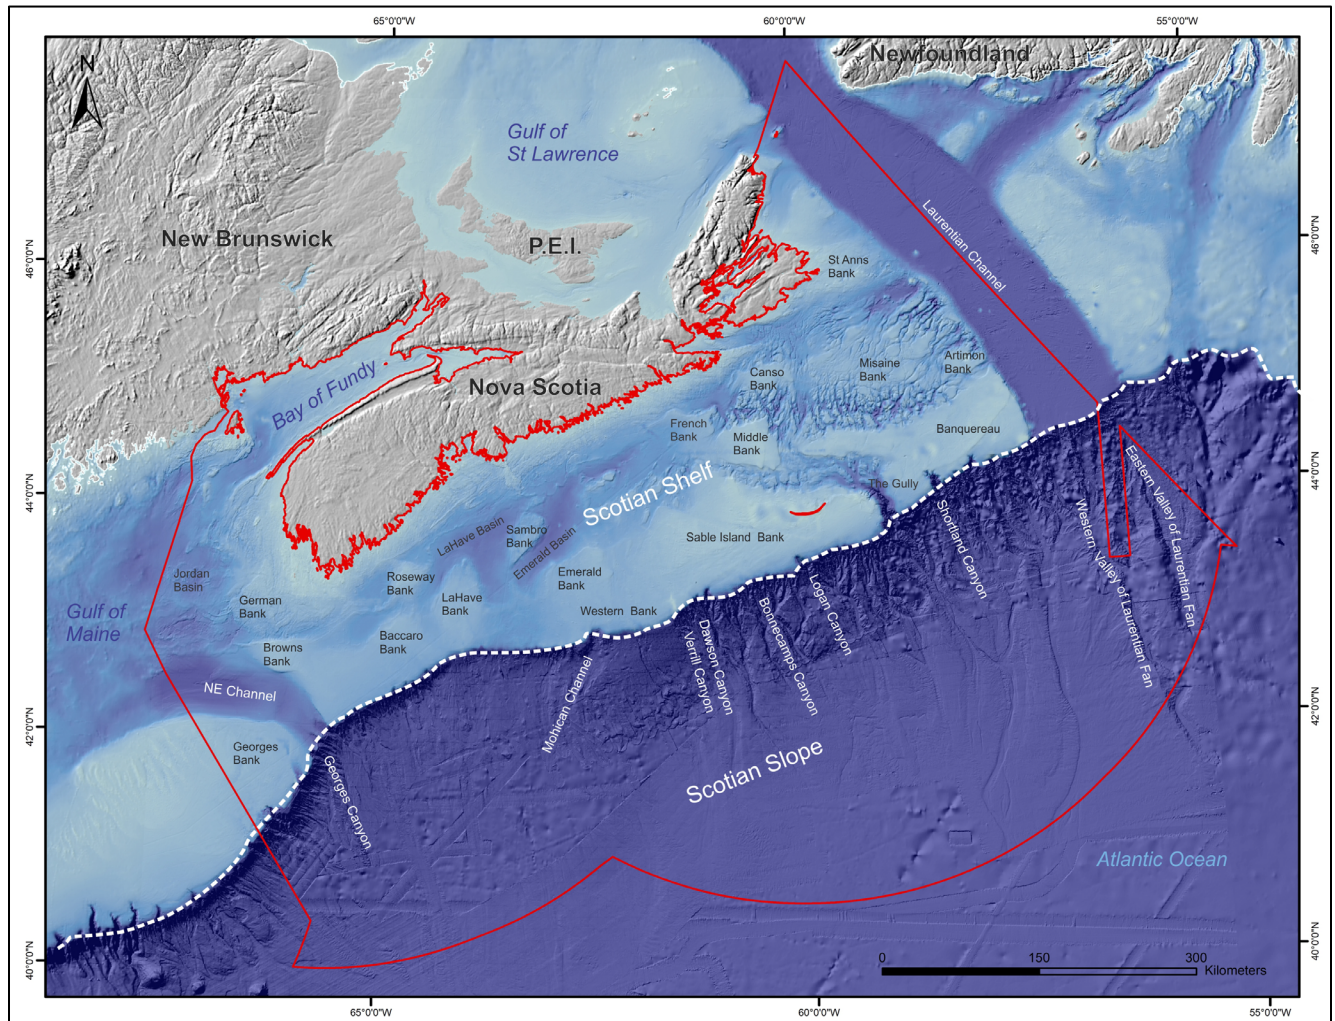 65°0'0"W
60°0'0"W
55°0'0"W
N
Newfoundland
Gulf of
St Lawrence
New Brunswick
P.E.I.
Laurentian Channel
46°0'0"N
46°0'0"N
St Anns
Bank
Bay of Fundy
Nova Scotia
Canso
Bank
Misaine
Bank
Artimon
Bank
French
Bank
Middle
Bank
Banquereau
44°0'0"N
44°0'0"N
Scotian Shelf
The Gully
Eastern Valley of Laurentian Fan
Western Valley of Laurentian Fan
Shortland Canyon
LaHave Basin
Sambro
Bank
Emerald Basin
Sable Island Bank
Jordan
Basin
Roseway
Bank
Emerald
Bank
Logan Canyon
Gulf of
Maine
German
Bank
LaHave
Bank
Western Bank
Bonnecamps Canyon
Dawson Canyon
Verrill Canyon
Browns
Bank
Baccaro
Bank
Mohican Channel
NE Channel
42°0'0"N
42°0'0"N
Georges
Bank
Georges Canyon
Scotian Slope
Atlantic Ocean
40°0'0"N
40°0'0"N
0 150 300
Kilometers
65°0'0"W
60°0'0"W
55°0'0"W